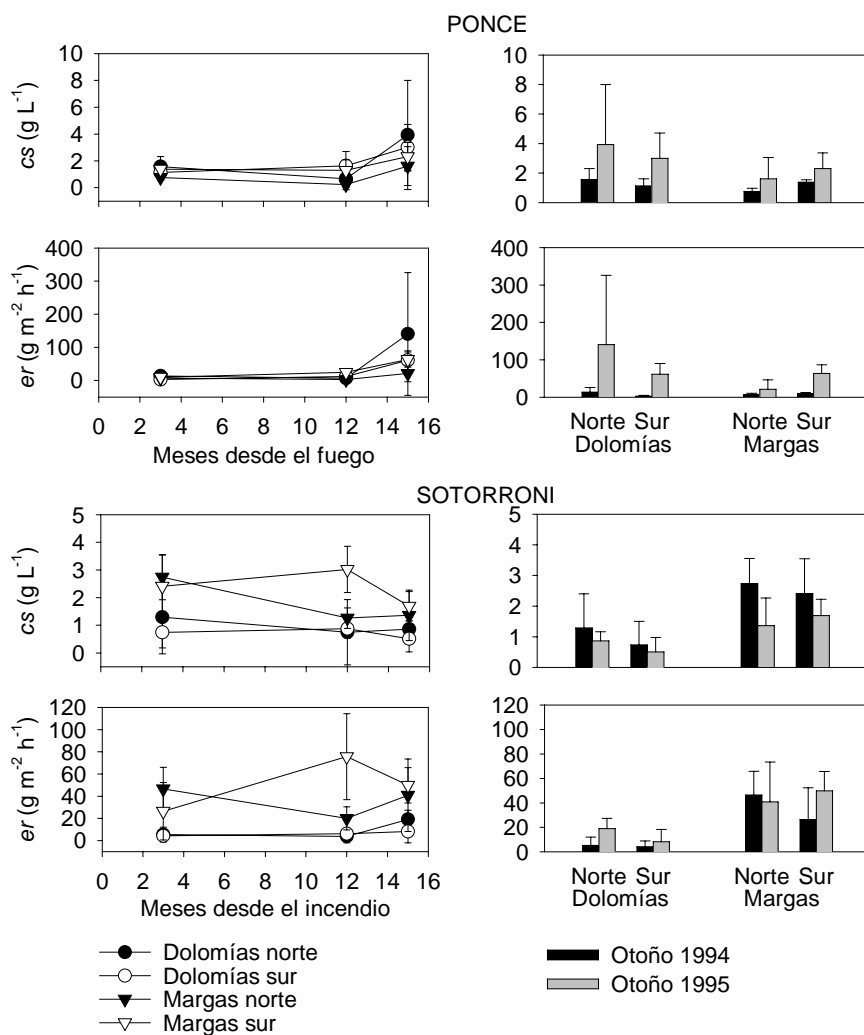 PONCE
10
8
6
4
2
0
cs (g L-1)
10
8
6
4
2
0
400
300
200
100
0
er (g m-2 h-1)
0 2 4 6 8 10 12 14 16
Meses desde el fuego
400
300
200
100
0
Norte Sur Norte Sur
Dolomías Margas
SOTORRONI
5
4
3
2
1
0
cs (g L-1)
5
4
3
2
1
0
120
100
80
60
40
20
0
er (g m-2 h-1)
0 2 4 6 8 10 12 14 16
Meses desde el incendio
120
100
80
60
40
20
0
Norte Sur Norte Sur
Dolomías Margas
Dolomías norte
Dolomías sur
Margas norte
Margas sur
Otoño 1994
Otoño 1995